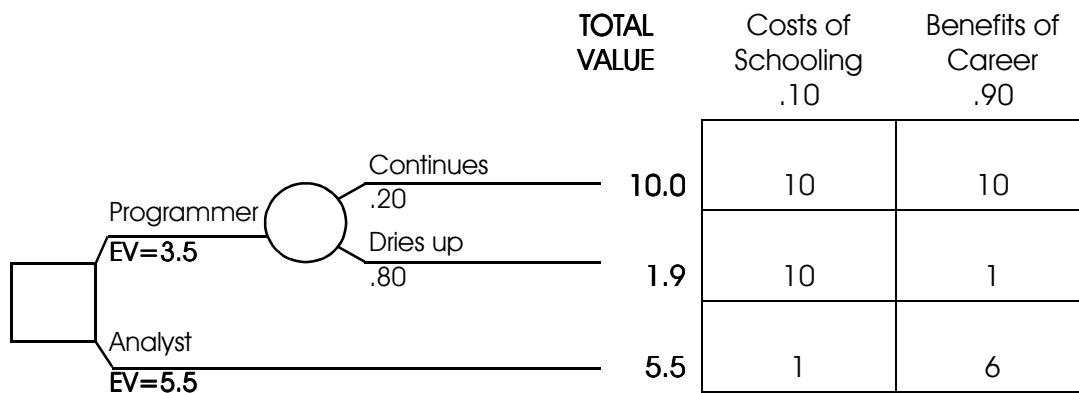 TOTAL VALUE
Costs of Schooling .10
Benefits of Career .90
Continues
.20
10.0 10 10
Programmer
EV=3.5
Dries up
.80
1.9 10 1
Analyst
EV=5.5
5.5 1 6